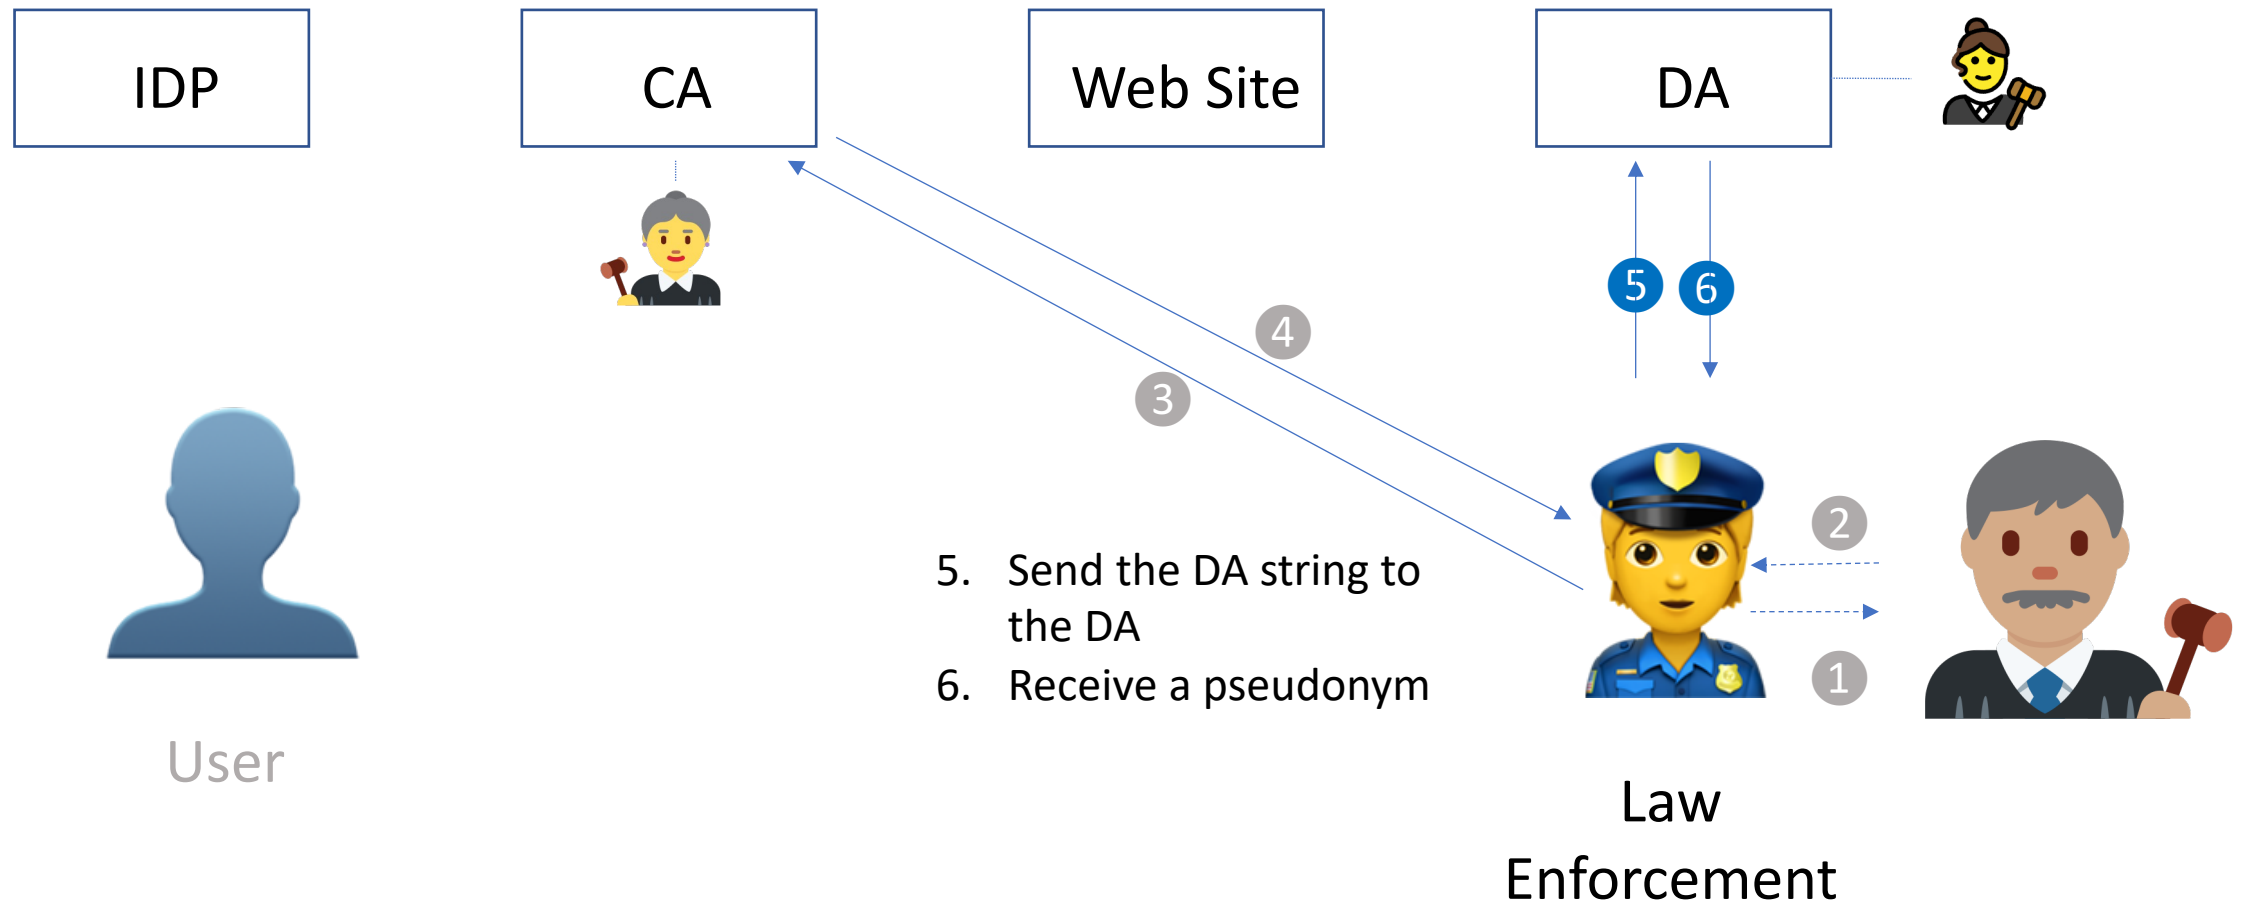 IDP
CA
Web Site
DA
5
6
4
3
2
1
5. Send the DA string to
the DA
6. Receive a pseudonym
User
Law
Enforcement